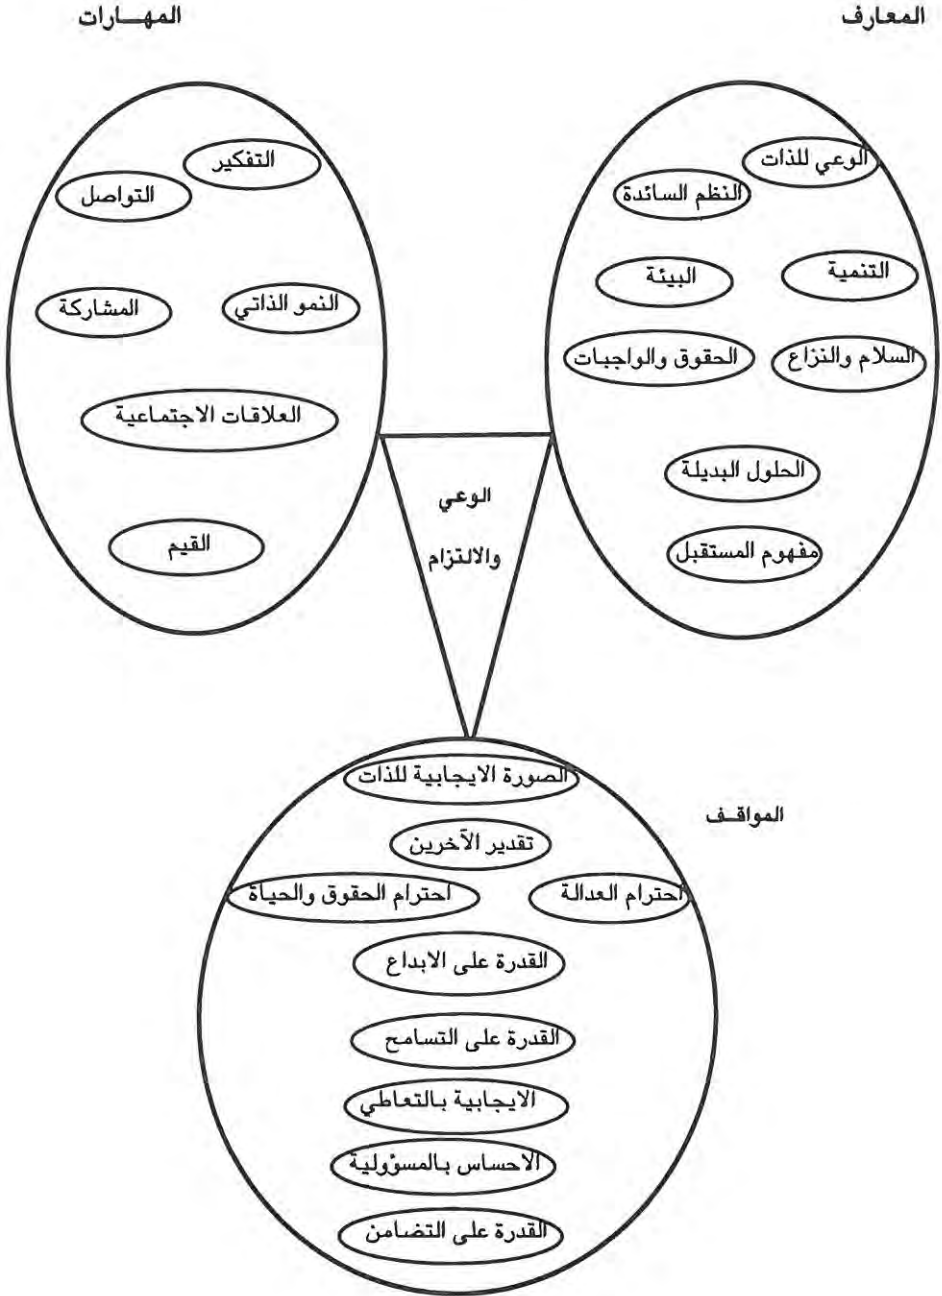 المعارف
المهـــارات
الوعي للذات
النظم السائدة
التنمية
البيئة
السلام والنزاع
الحقوق والواجبات
الحلول البديلة
مفهوم المستقبل
التفكير
التواصل
النمو الذاتي
المشاركة
العلاقات الاجتماعية
القيم
الوعي
والالتزام
المواقــف
الصورة الايجابية للذات
تقدير الآخرين
احترام العدالة
احترام الحقوق والحياة
القدرة على الابداع
القدرة على التسامح
الايجابية بالتعاطي
الاحساس بالمسؤولية
القدرة على التضامن